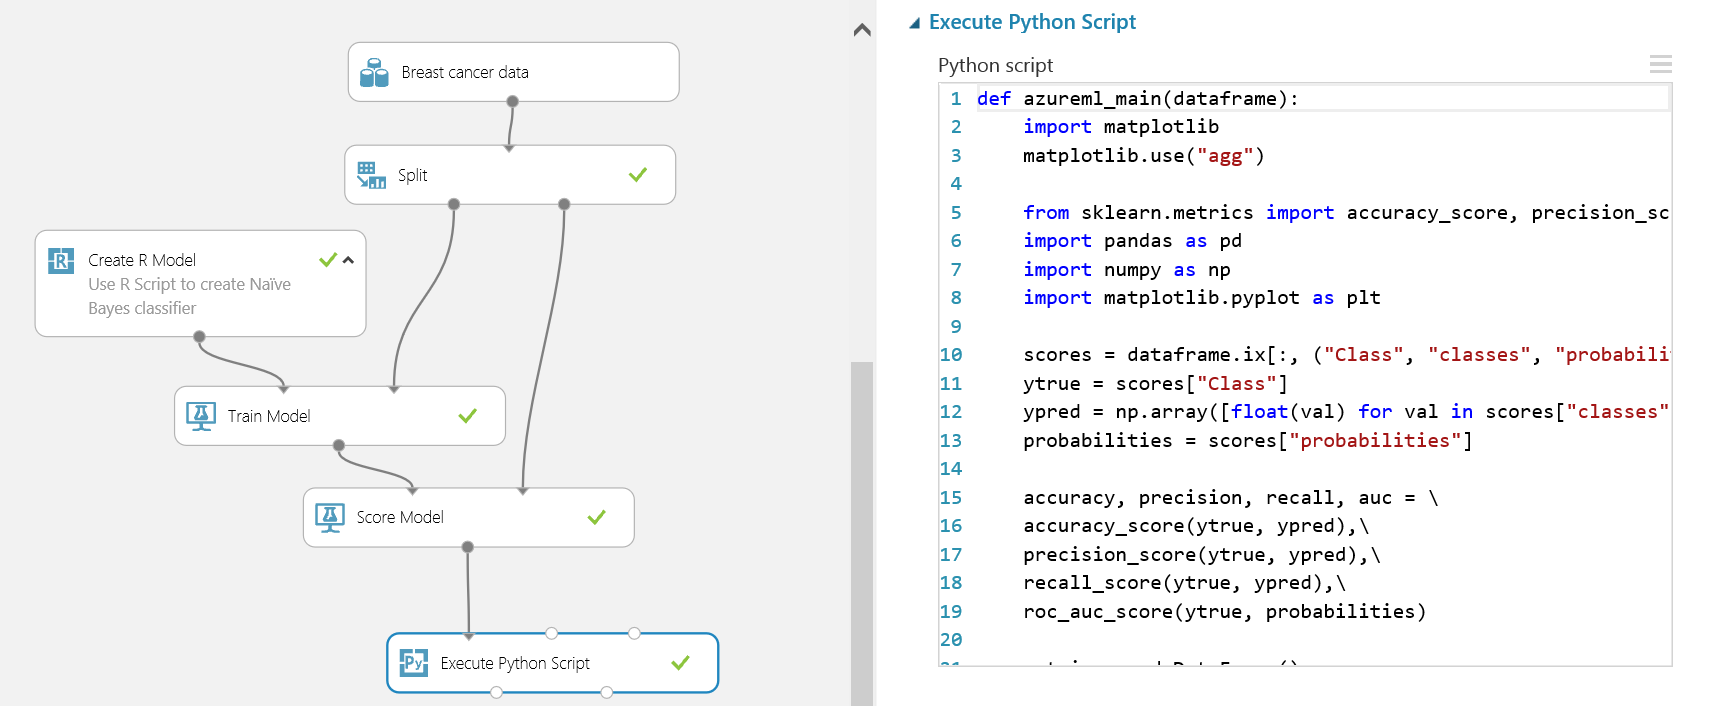 Breast cancer data
Split
Create R Model
Use R Script to create Naïve
Bayes classifier
Train Model
Score Model
Execute Python Script
Execute Python Script
Python script
1 def azureml_main(dataframe):
2 import matplotlib
3 matplotlib.use("agg")
4
5 from sklearn.metrics import accuracy_score, precision_sc
6 import pandas as pd
7 import numpy as np
8 import matplotlib.pyplot as plt
9
10 scores = dataframe.ix[:, ("Class", "classes", "probabili
11 ytrue = scores["Class"]
12 ypred = np.array([float(val) for val in scores["classes"
13 probabilities = scores["probabilities"]
14
15 accuracy, precision, recall, auc = \
16 accuracy_score(ytrue, ypred),\
17 precision_score(ytrue, ypred),\
18 recall_score(ytrue, ypred),\
19 roc_auc_score(ytrue, probabilities)
20